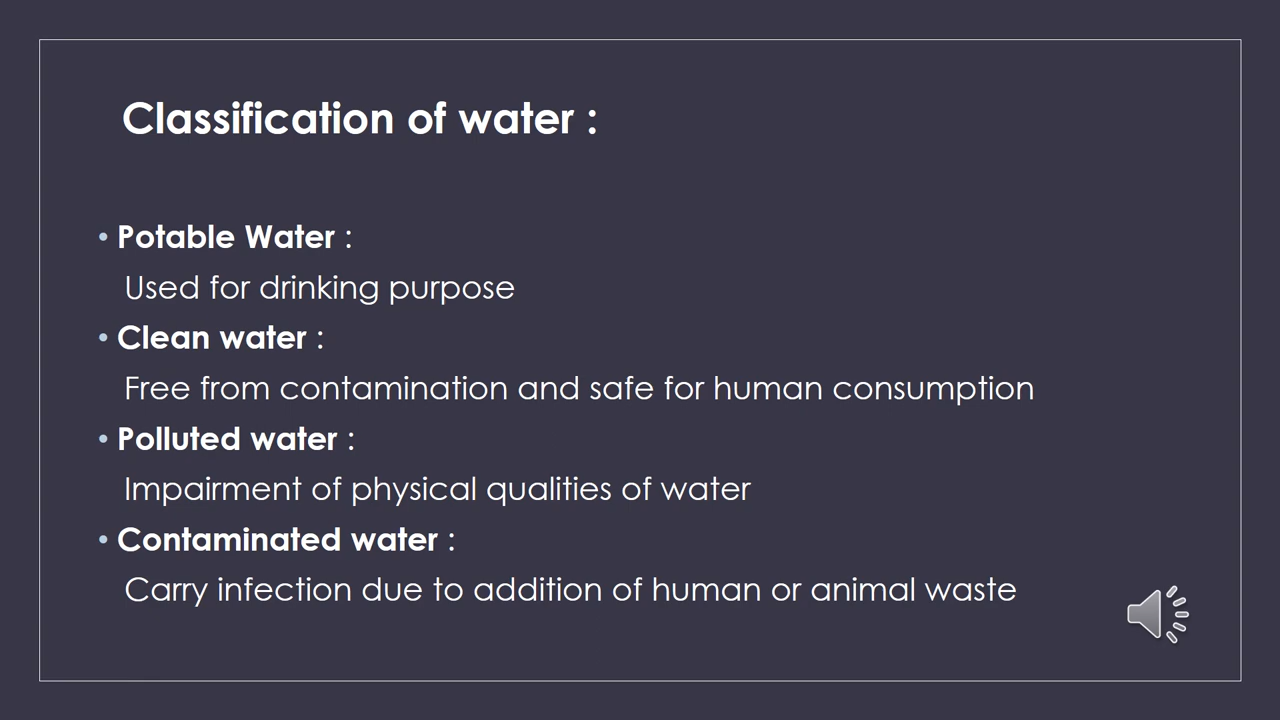 Classification of water :
• Potable Water :
Used for drinking purpose
• Clean water :
Free from contamination and safe for human consumption
• Polluted water :
Impairment of physical qualities of water
• Contaminated water :
Carry infection due to addition of human or animal waste